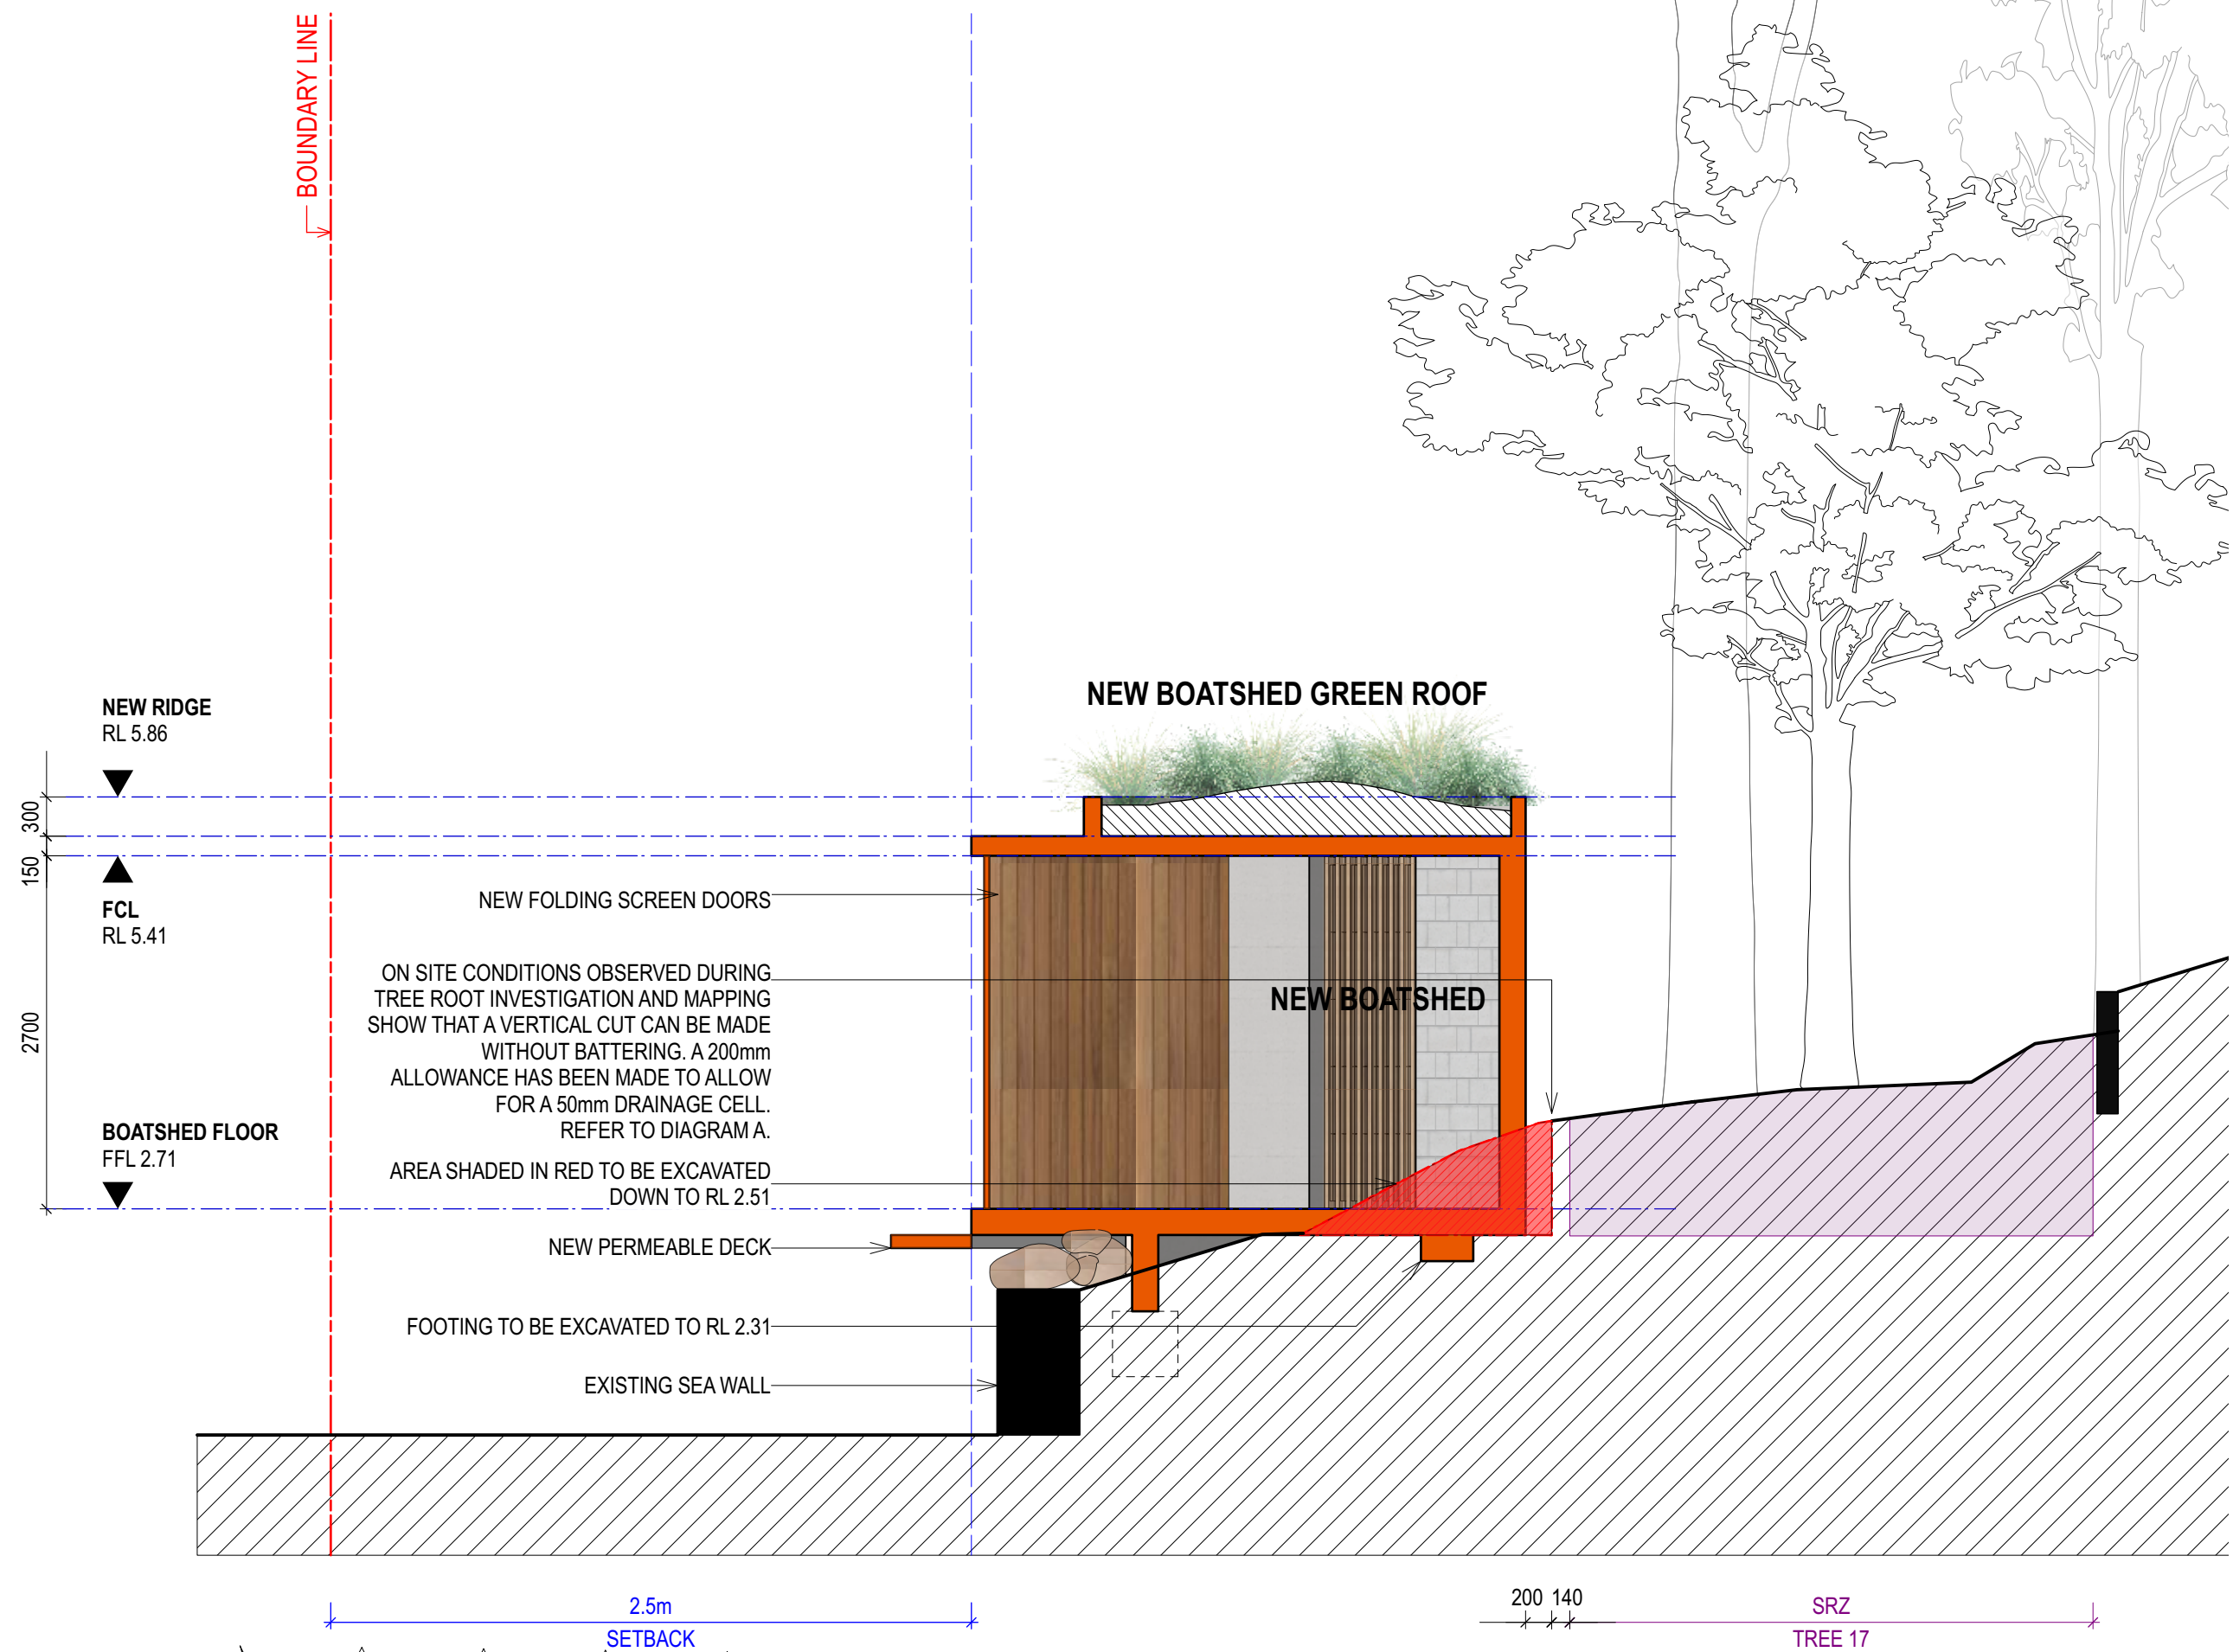 BOUNDARY LINE
NEW BOATSHED GREEN ROOF
NEW RIDGE
RL 5.86
300
150
FCL
RL 5.41
2700
NEW FOLDING SCREEN DOORS
ON SITE CONDITIONS OBSERVED DURING
TREE ROOT INVESTIGATION AND MAPPING
SHOW THAT A VERTICAL CUT CAN BE MADE
WITHOUT BATTERING. A 200mm
ALLOWANCE HAS BEEN MADE TO ALLOW
FOR A 50mm DRAINAGE CELL.
REFER TO DIAGRAM A.
NEW BOATSHED
BOATSHED FLOOR
FFL 2.71
AREA SHADED IN RED TO BE EXCAVATED
DOWN TO RL 2.51
NEW PERMEABLE DECK
FOOTING TO BE EXCAVATED TO RL 2.31
EXISTING SEA WALL
2.5m
SETBACK
200 140
SRZ
TREE 17